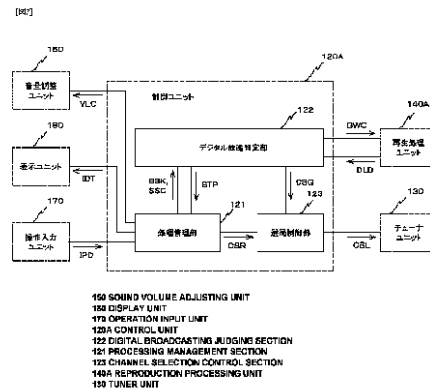 [図2]
150
音量調整
ユニット
VLC
120A
制御ユニット
122
デジタル放送判定部
BWC
140A
再生処理
ユニット
DLD
180
表示ユニット
IDT
BSK,
SSC
BTP
CSG
121
123
170
操作入力
ユニット
IPD
処理管理部
CSR
選局制御部
CSL
130
チューナ
ユニット
150 SOUND VOLUME ADJUSTING UNIT
180 DISPLAY UNIT
170 OPERATION INPUT UNIT
120A CONTROL UNIT
122 DIGITAL BROADCASTING JUDGING SECTION
121 PROCESSING MANAGEMENT SECTION
123 CHANNEL SELECTION CONTROL SECTION
140A REPRODUCTION PROCESSING UNIT
130 TUNER UNIT